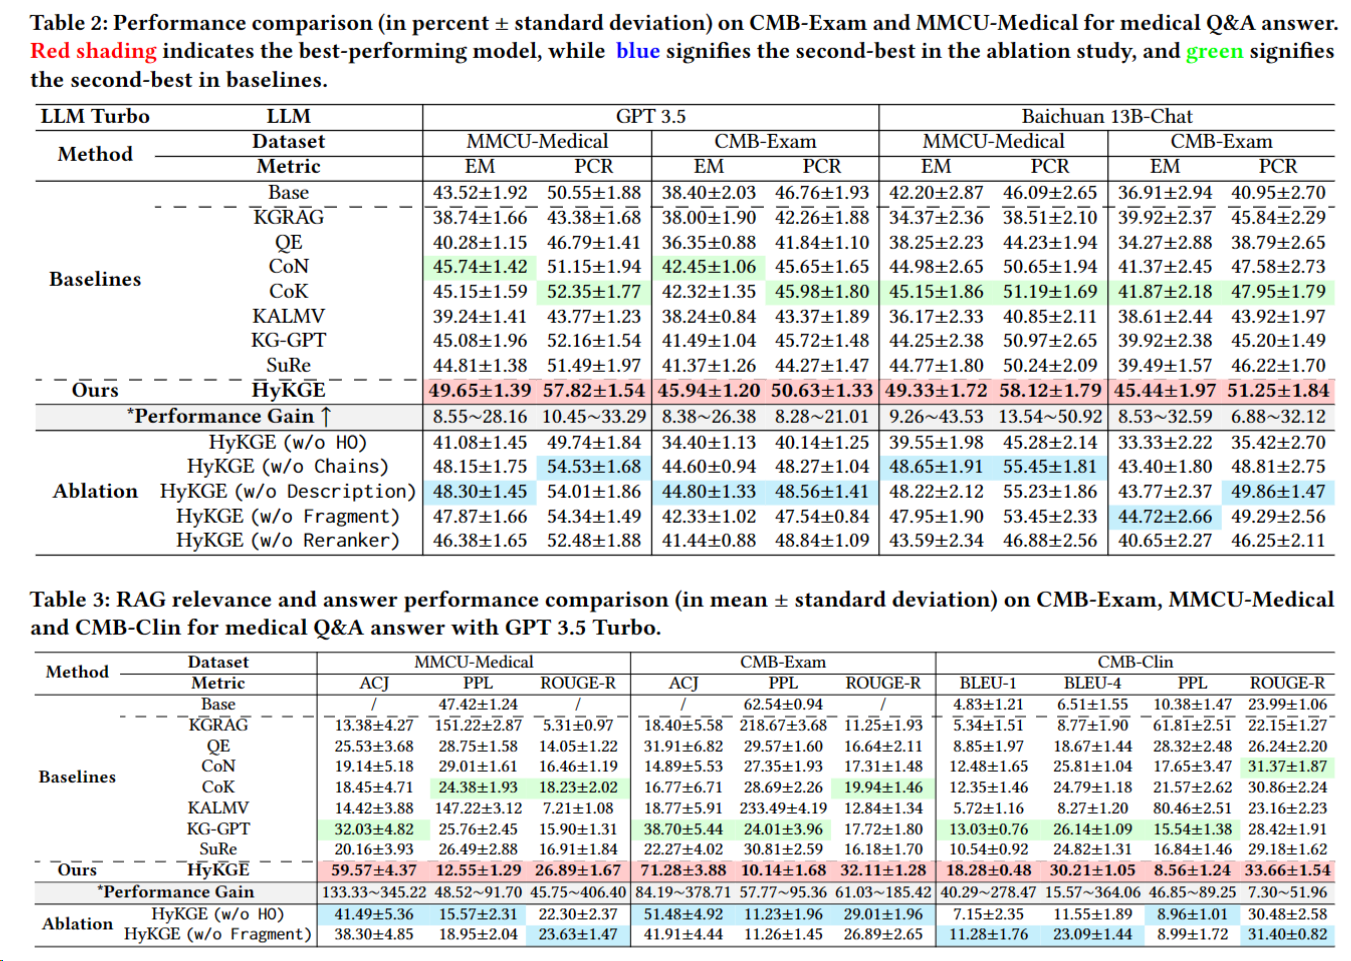 Table 2: Performance comparison (in percent ± standard deviation) on CMB-Exam and MMCU-Medical for medical Q&A answer.
Red shading indicates the best-performing model, while blue signifies the second-best in the ablation study, and green signifies
the second-best in baselines.
LLM Turbo LLM GPT 3.5 Baichuan 13B-Chat
Method Dataset MMCU-Medical CMB-Exam MMCU-Medical CMB-Exam
Metric EM PCR EM PCR EM PCR EM PCR
Baselines
Base 43.52±1.92 50.55±1.88 38.40±2.03 46.76±1.93 42.20±2.87 46.09±2.65 36.91±2.94 40.95±2.70
KGRAG 38.74±1.66 43.38±1.68 38.00±1.90 42.26±1.88 34.37±2.36 38.51±2.10 39.92±2.37 45.84±2.29
QE 40.28±1.15 46.79±1.41 36.35±0.88 41.84±1.10 38.25±2.23 44.23±1.94 34.27±2.88 38.79±2.65
CoN 45.74±1.42 51.15±1.94 42.45±1.06 45.65±1.65 44.98±2.65 50.65±1.94 41.37±2.45 47.58±2.73
CoK 45.15±1.59 52.35±1.77 42.32±1.35 45.98±1.80 45.15±1.86 51.19±1.69 41.87±2.18 47.95±1.79
KALMV 39.24±1.41 43.77±1.23 38.24±0.84 43.37±1.89 36.17±2.33 40.85±2.11 38.61±2.44 43.92±1.97
KG-GPT 45.08±1.96 52.16±1.54 41.49±1.04 45.72±1.48 44.25±2.38 50.97±2.65 39.92±2.38 45.20±1.49
SuRe 44.81±1.38 51.49±1.97 41.37±1.26 44.27±1.47 44.77±1.80 50.24±2.09 39.49±1.57 46.22±1.70
Ours HyKGE 49.65±1.39 57.82±1.54 45.94±1.20 50.63±1.33 49.33±1.72 58.12±1.79 45.44±1.97 51.25±1.84
*Performance Gain ↑ 8.55~28.16 10.45~33.29 8.38~26.38 8.28~21.01 9.26~43.53 13.54~50.92 8.53~32.59 6.88~32.12
Ablation
HyKGE (w/o HO) 41.08±1.45 49.74±1.84 34.40±1.13 40.14±1.25 39.55±1.98 45.28±2.14 33.33±2.22 35.42±2.70
HyKGE (w/o Chains) 48.15±1.75 54.53±1.68 44.60±0.94 48.27±1.04 48.65±1.91 55.45±1.81 43.40±1.80 48.81±2.75
HyKGE (w/o Description) 48.30±1.45 54.01±1.86 44.80±1.33 48.56±1.41 48.22±2.12 55.23±1.86 43.77±2.37 49.86±1.47
HyKGE (w/o Fragment) 47.87±1.66 54.34±1.49 42.33±1.02 47.54±0.84 47.95±1.90 53.45±2.33 44.72±2.66 49.29±2.56
HyKGE (w/o Reranker) 46.38±1.65 52.48±1.88 41.44±0.88 48.84±1.09 43.59±2.34 46.88±2.56 40.65±2.27 46.25±2.11
Table 3: RAG relevance and answer performance comparison (in mean ± standard deviation) on CMB-Exam, MMCU-Medical
and CMB-Clin for medical Q&A answer with GPT 3.5 Turbo.
Method Dataset MMCU-Medical CMB-Exam CMB-Clin
Metric ACJ PPL ROUGE-R ACJ PPL ROUGE-R BLEU-1 BLEU-4 PPL ROUGE-R
Baselines
Base / 47.42±1.24 / / 62.54±0.94 / 4.83±1.21 6.51±1.55 10.38±1.47 23.99±1.06
KGRAG 13.38±4.27 151.22±2.87 5.31±0.97 18.40±5.58 218.67±3.68 11.25±1.93 5.34±1.51 8.77±1.90 61.81±2.51 22.15±1.27
QE 25.53±3.68 28.75±1.58 14.05±1.22 31.91±6.82 29.57±1.60 16.64±2.11 8.85±1.97 18.67±1.44 28.32±2.48 26.24±2.20
CoN 19.14±5.18 29.01±1.61 16.46±1.19 14.89±5.53 27.35±1.93 17.31±1.48 12.48±1.65 25.81±1.04 17.65±3.47 31.37±1.87
CoK 18.45±4.71 24.38±1.93 18.23±2.02 16.77±6.71 28.69±2.26 19.94±1.46 12.35±1.46 24.79±1.18 21.57±2.62 30.86±2.24
KALMV 14.42±3.88 147.22±3.12 7.21±1.08 18.77±5.91 233.49±4.19 12.84±1.34 5.72±1.16 8.27±1.20 80.46±2.51 23.16±2.23
KG-GPT 32.03±4.82 25.76±2.45 15.90±1.31 38.70±5.44 24.01±3.96 17.72±1.80 13.03±0.76 26.14±1.09 15.54±1.38 28.42±1.91
SuRe 20.16±3.93 26.49±2.88 16.91±1.84 22.27±4.02 30.81±2.59 16.18±1.70 10.54±0.92 24.82±1.31 16.84±1.46 29.18±1.62
Ours HyKGE 59.57±4.37 12.55±1.29 26.89±1.67 71.28±3.88 10.14±1.68 32.11±1.28 18.28±0.48 30.21±1.05 8.56±1.24 33.66±1.54
*Performance Gain 133.33~345.22 48.52~91.70 45.75~406.40 84.19~378.71 57.77~95.36 61.03~185.42 40.29~278.47 15.57~364.06 46.85~89.25 7.30~51.96
Ablation
HyKGE (w/o HO) 41.49±5.36 15.57±2.31 22.30±2.37 51.48±4.92 11.23±1.96 29.01±1.96 7.15±2.35 11.55±1.89 8.96±1.01 30.48±2.58
HyKGE (w/o Fragment) 38.30±4.85 18.95±2.04 23.63±1.47 41.91±4.44 11.26±1.45 26.89±2.65 11.28±1.76 23.09±1.44 8.99±1.72 31.40±0.82